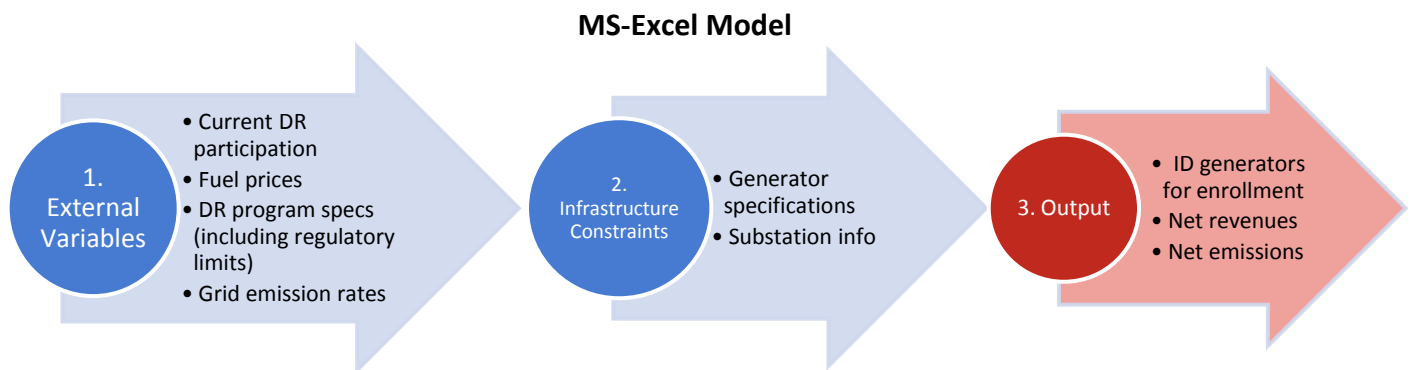 MS-Excel Model
1.
External
Variables
• Current DR
participation
• Fuel prices
• DR program specs
(including regulatory
limits)
• Grid emission rates
2.
Infrastructure
Constraints
• Generator
specifications
• Substation info
3. Output
• ID generators
for enrollment
• Net revenues
• Net emissions